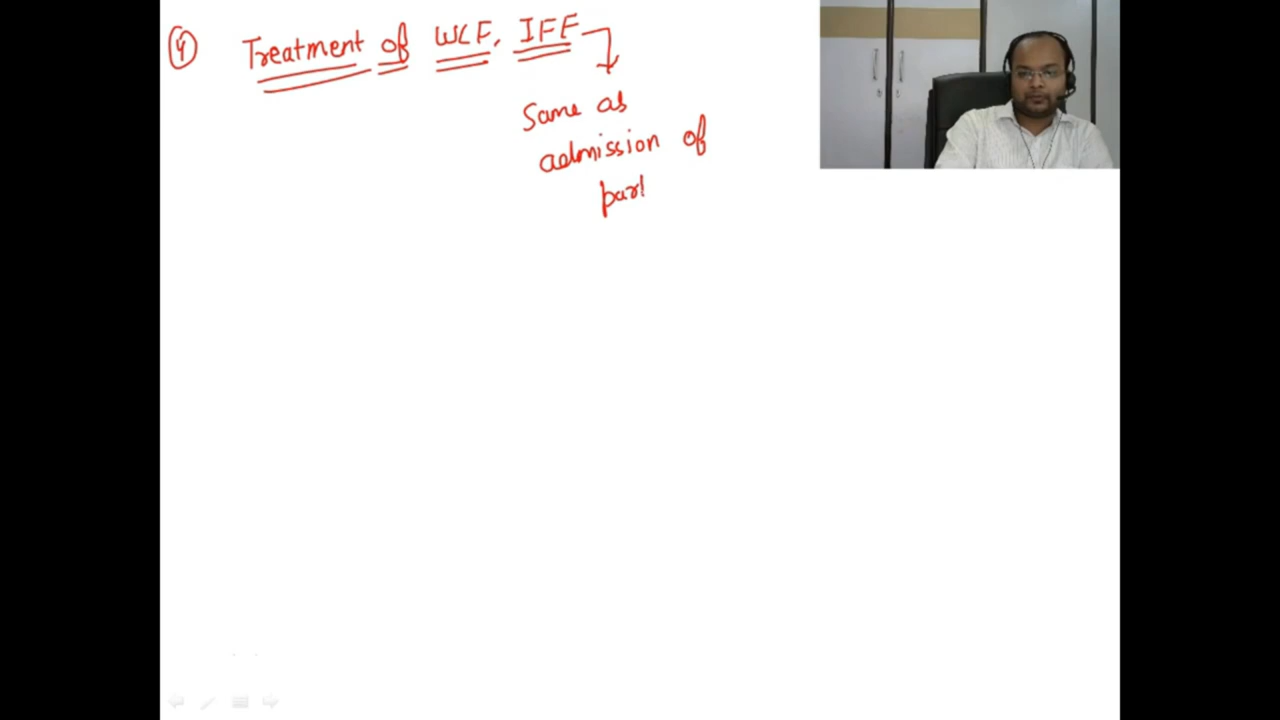 4 Treatment of WCF, IFF
Same as
admission of
part